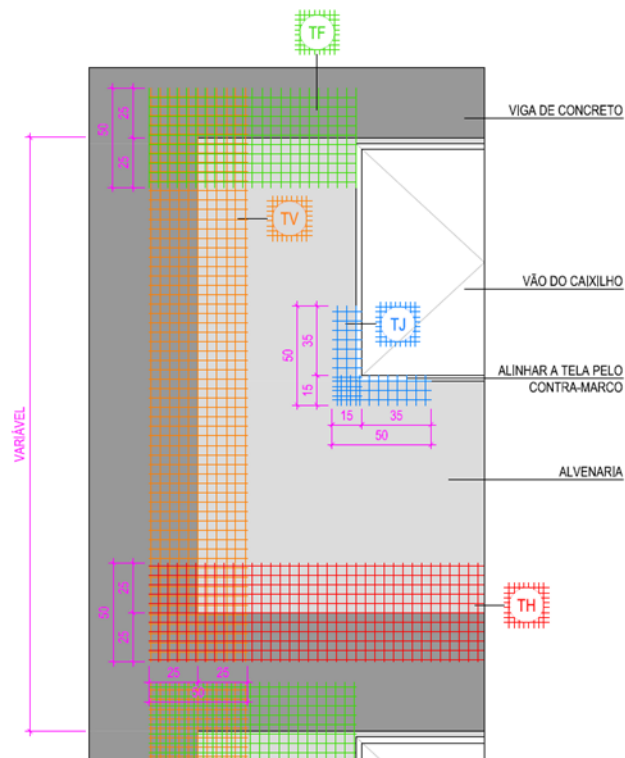 TF
VIGA DE CONCRETO
25
50
25
TV
VÃO DO CAIXILHO
TJ
35
50
15
ALINHAR A TELA PELO
CONTRA-MARCO
15
35
50
VARIÁVEL
ALVENARIA
25
50
25
TH
25
25
50